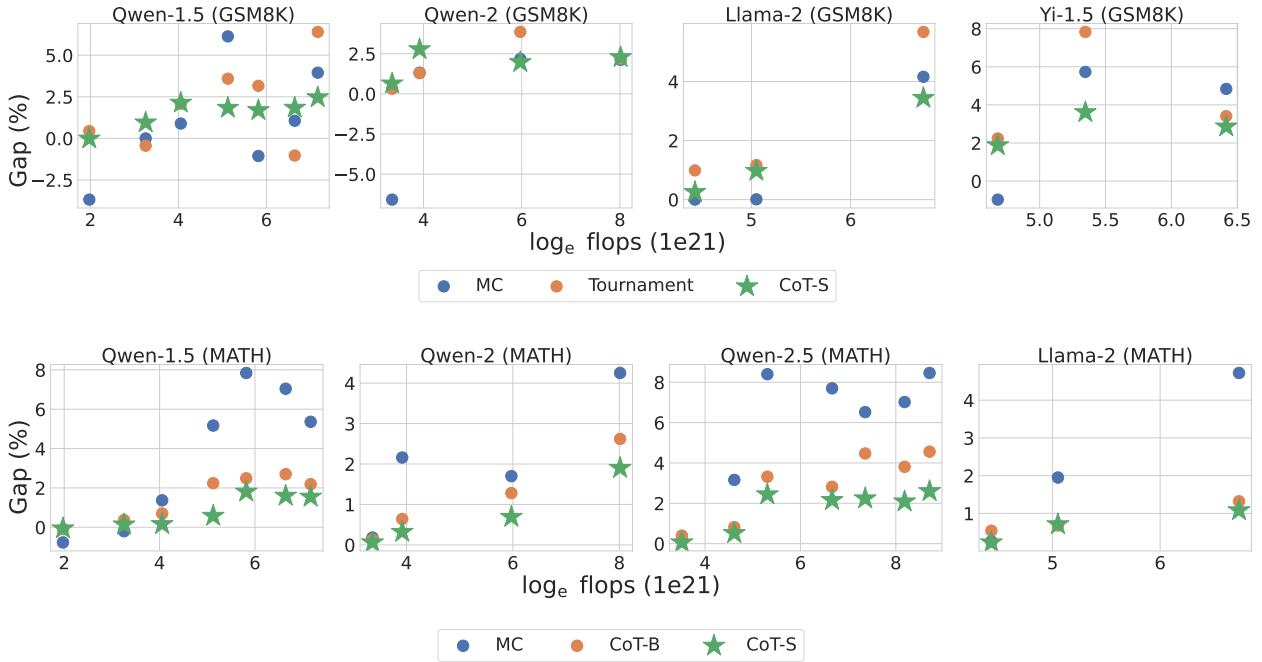 Qwen-1.5 (GSM8K) Qwen-2 (GSM8K) Llama-2 (GSM8K) Yi-1.5 (GSM8K)
Gap (%)
5.0
2.5
0.0
−2.5
2 4 6
2.5
0.0
−2.5
−5.0
4 6 8
4
2
0
5 6
8
6
4
2
0
5.0 5.5 6.0 6.5
logₑ flops (1e21)
MC Tournament CoT-S
Qwen-1.5 (MATH) Qwen-2 (MATH) Qwen-2.5 (MATH) Llama-2 (MATH)
Gap (%)
8
6
4
2
0
2 4 6
4
3
2
1
0
4 6 8
8
6
4
2
0
4 6 8
4
3
2
1
5 6
logₑ flops (1e21)
MC CoT-B CoT-S